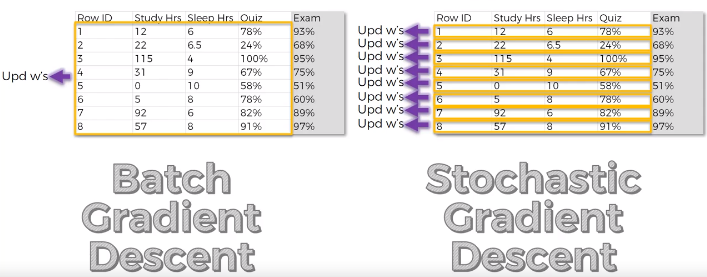 Row ID Study Hrs Sleep Hrs Quiz Exam
1 12 6 78% 93%
2 22 6.5 24% 68%
3 115 4 100% 95%
4 31 9 67% 75%
5 0 10 58% 51%
6 5 8 78% 60%
7 92 6 82% 89%
8 57 8 91% 97%
Upd w's
Batch
Gradient
Descent
Row ID Study Hrs Sleep Hrs Quiz Exam
Upd w's 1 12 6 78% 93%
Upd w's 2 22 6.5 24% 68%
Upd w's 3 115 4 100% 95%
Upd w's 4 31 9 67% 75%
Upd w's 5 0 10 58% 51%
Upd w's 6 5 8 78% 60%
Upd w's 7 92 6 82% 89%
Upd w's 8 57 8 91% 97%
Stochastic
Gradient
Descent